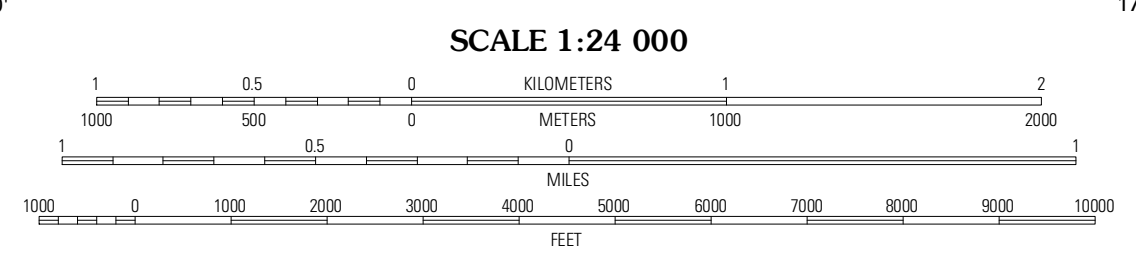 SCALE 1:24 000
1 0.5 0 KILOMETERS 1 2
1000 500 0 METERS 1000 2000
1 0.5 0 1
MILES
1000 0 1000 2000 3000 4000 5000 6000 7000 8000 9000 10000
FEET